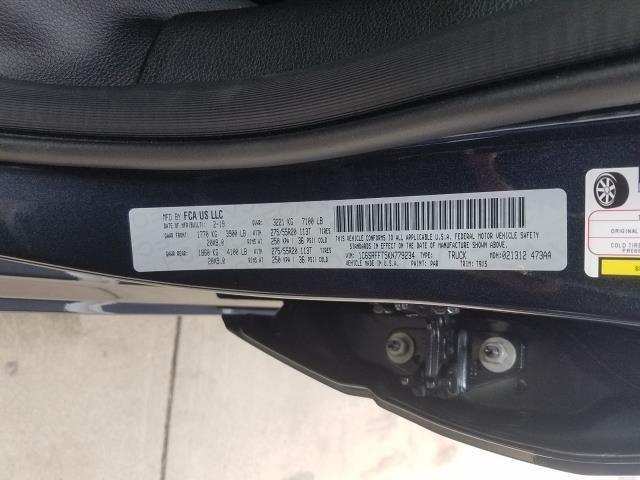 MFD BY FCA US LLC
DATE OF MFR/BUILT: 2-19 GVWR: 3221 KG 7100 LB
GAWR FRONT: 1770 KG 3900 LB WITH 275/55R20 113T TIRES
20X9.0 RIMS AT 250 KPA / 36 PSI COLD
GAWR REAR: 1860 KG 4100 LB WITH 275/55R20 113T TIRES
20X9.0 RIMS AT 250 KPA / 36 PSI COLD
THIS VEHICLE CONFORMS TO ALL APPLICABLE U.S.A. FEDERAL MOTOR VEHICLE SAFETY
STANDARDS IN EFFECT ON THE DATE OF MANUFACTURE SHOWN ABOVE.
VIN: 1C6SRFFT5KN779234 TYPE: TRUCK MDH: 021312 473AA
VEHICLE MADE IN U.S.A. PAINT: PAR TRIM: TRIS
ORIGINAL
COLD TIRE